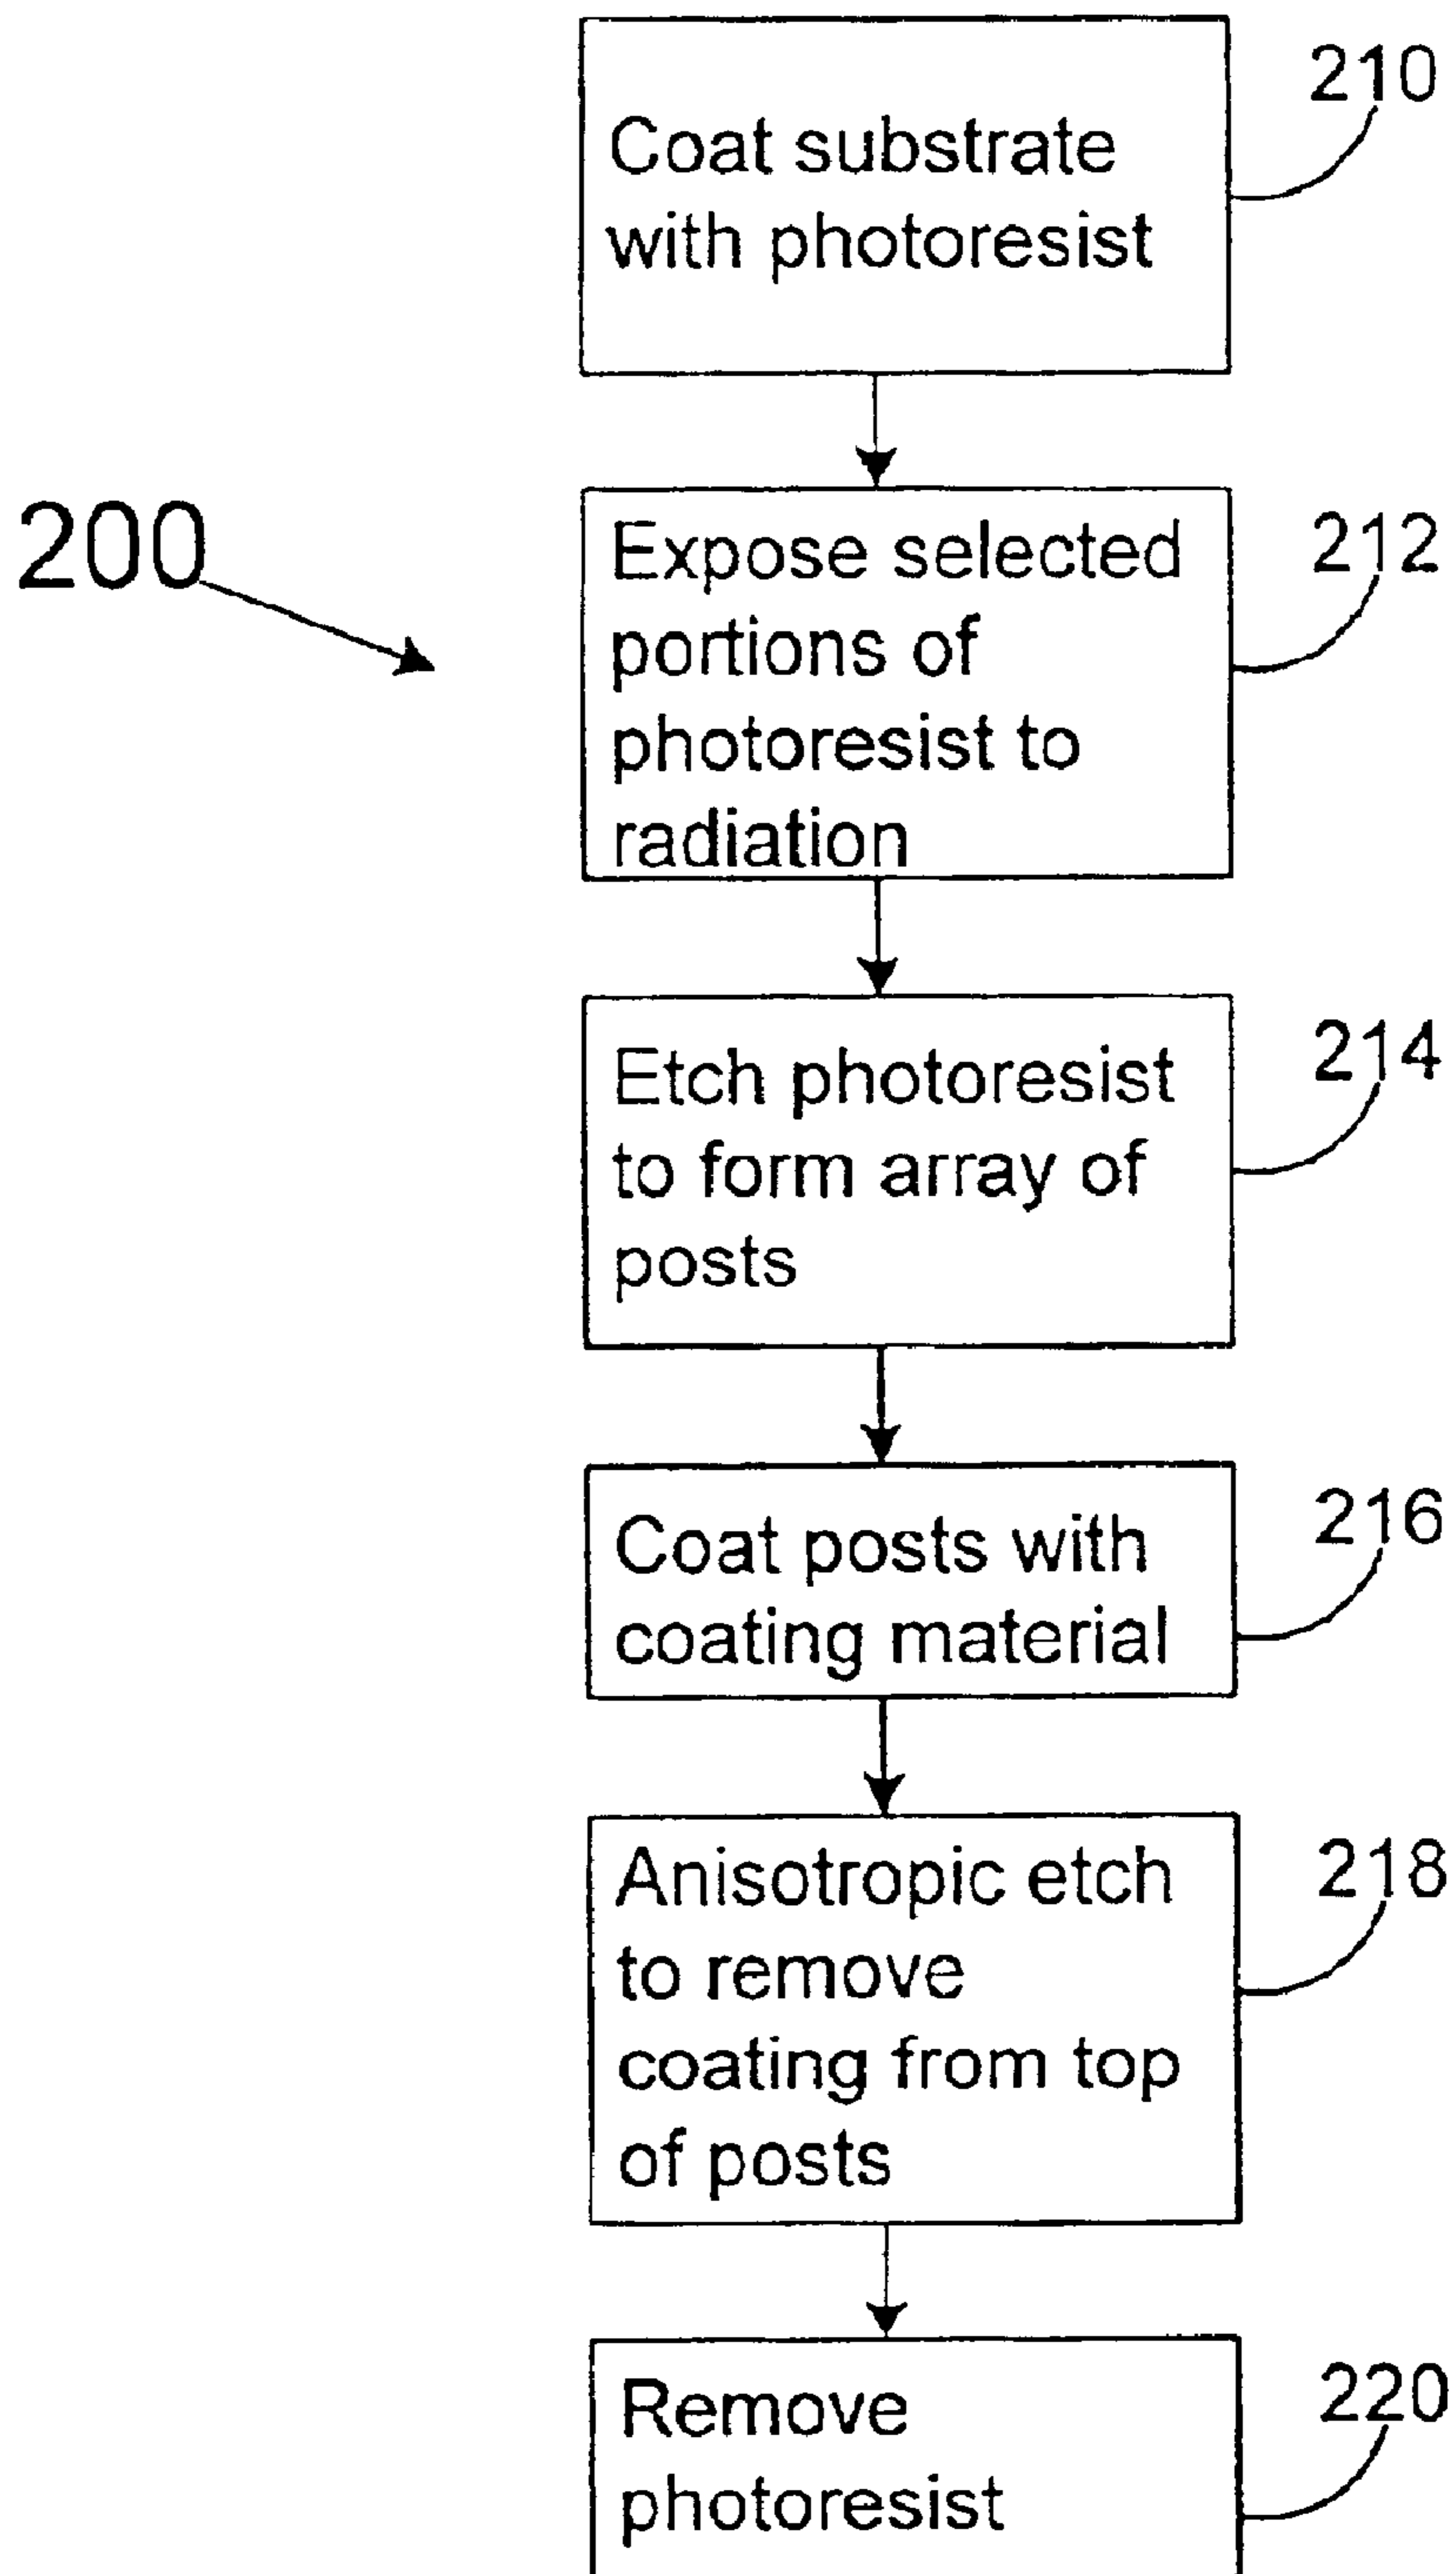 210
Coat substrate
with photoresist
200
212
Expose selected
portions of
photoresist to
radiation
214
Etch photoresist
to form array of
posts
216
Coat posts with
coating material
218
Anisotropic etch
to remove
coating from top
of posts
220
Remove
photoresist